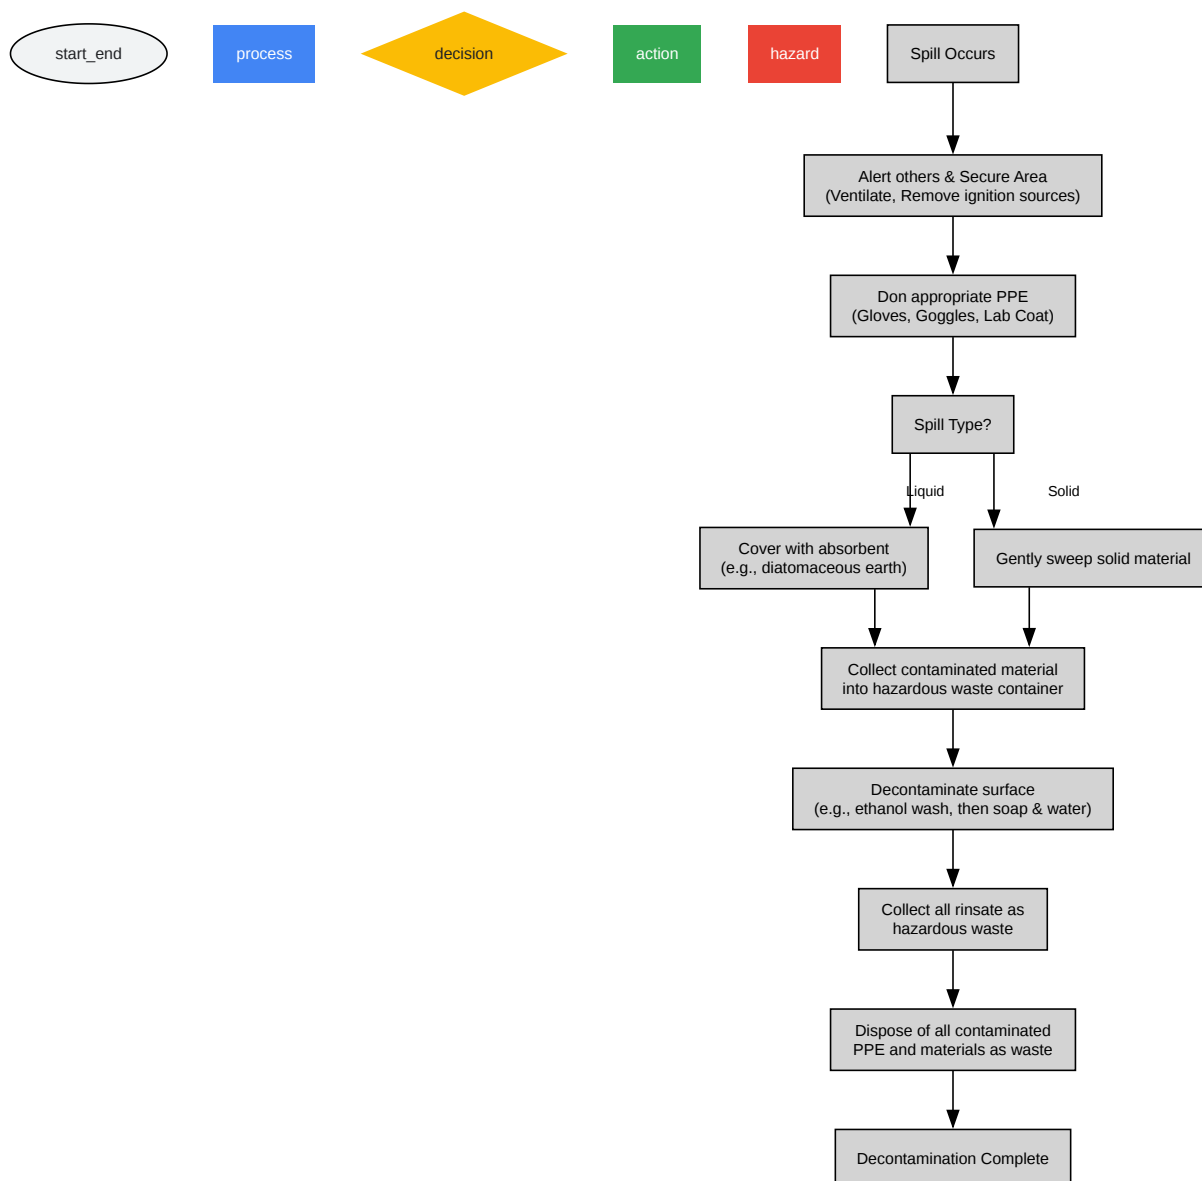 start_end
process
decision
action
hazard
Spill Occurs
Alert others & Secure Area
(Ventilate, Remove ignition sources)
Don appropriate PPE
(Gloves, Goggles, Lab Coat)
Spill Type?
Liquid
Solid
Cover with absorbent
(e.g., diatomaceous earth)
Gently sweep solid material
Collect contaminated material
into hazardous waste container
Decontaminate surface
(e.g., ethanol wash, then soap & water)
Collect all rinsate as
hazardous waste
Dispose of all contaminated
PPE and materials as waste
Decontamination Complete